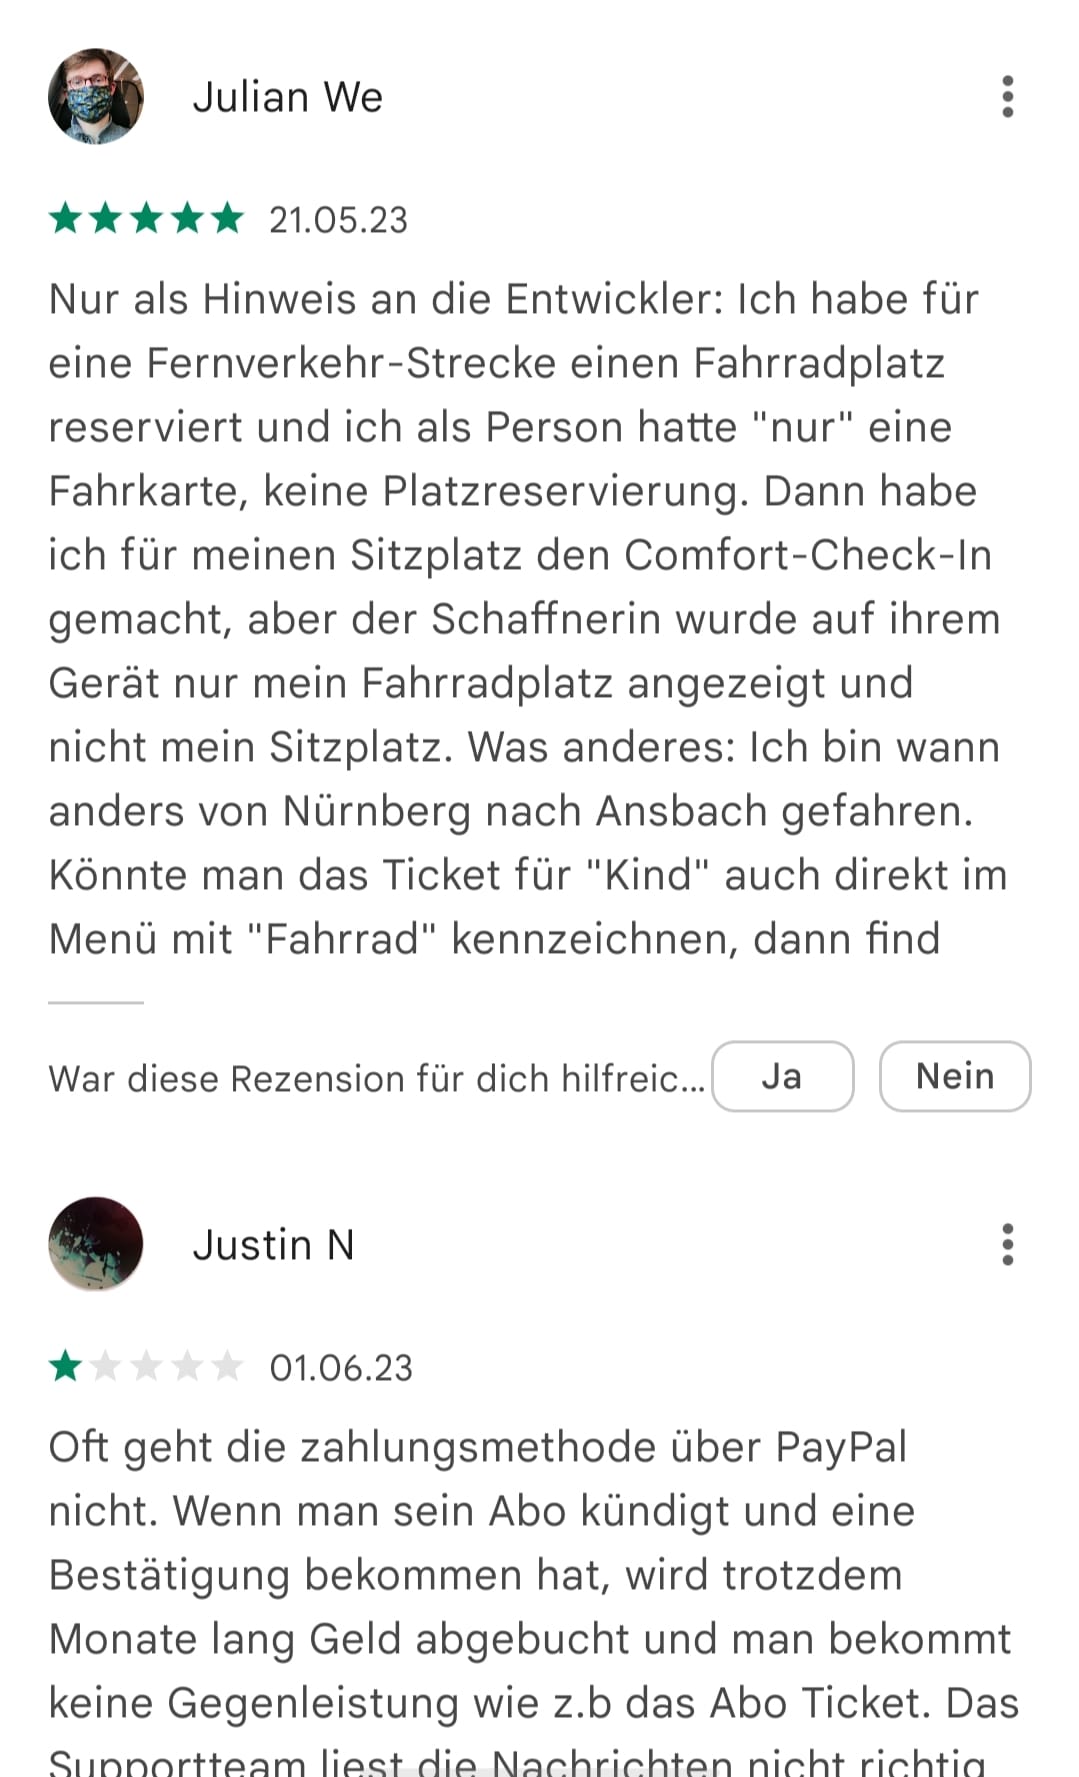 Julian We
21.05.23
Nur als Hinweis an die Entwickler: Ich habe für
eine Fernverkehr-Strecke einen Fahrradplatz
reserviert und ich als Person hatte "nur" eine
Fahrkarte, keine Platzreservierung. Dann habe
ich für meinen Sitzplatz den Comfort-Check-In
gemacht, aber der Schaffnerin wurde auf ihrem
Gerät nur mein Fahrradplatz angezeigt und
nicht mein Sitzplatz. Was anderes: Ich bin wann
anders von Nürnberg nach Ansbach gefahren.
Könnte man das Ticket für "Kind" auch direkt im
Menü mit "Fahrrad" kennzeichnen, dann find
War diese Rezension für dich hilfreic... Ja Nein
Justin N
01.06.23
Oft geht die zahlungsmethode über PayPal
nicht. Wenn man sein Abo kündigt und eine
Bestätigung bekommen hat, wird trotzdem
Monate lang Geld abgebucht und man bekommt
keine Gegenleistung wie z.b das Abo Ticket. Das
Supportteam liest die Nachrichten nicht richtig